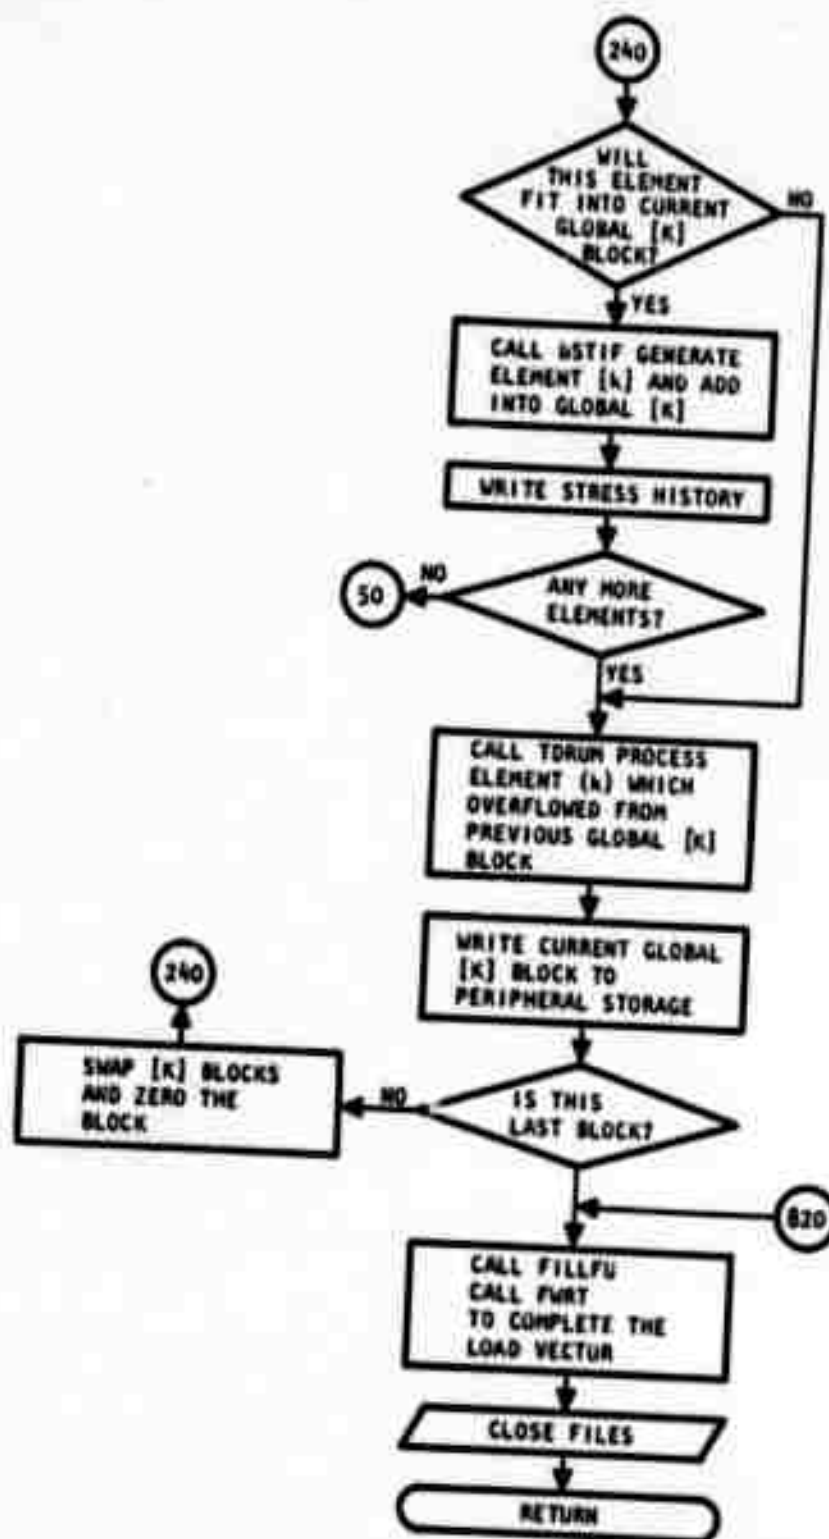 240
WILL
THIS ELEMENT
FIT INTO CURRENT
GLOBAL [K]
BLOCK?
NO
YES
CALL BSTIF GENERATE
ELEMENT [k] AND ADD
INTO GLOBAL [K]
WRITE STRESS HISTORY
NO
50
ANY MORE
ELEMENTS?
YES
CALL TDRUM PROCESS
ELEMENT (k) WHICH
OVERFLOWED FROM
PREVIOUS GLOBAL [K]
BLOCK
WRITE CURRENT GLOBAL
[K] BLOCK TO
PERIPHERAL STORAGE
240
SWAP [K] BLOCKS
AND ZERO THE
BLOCK
NO
IS THIS
LAST BLOCK?
820
CALL FILLFU
CALL FWRT
TO COMPLETE THE
LOAD VECTUR
CLOSE FILES
RETURN